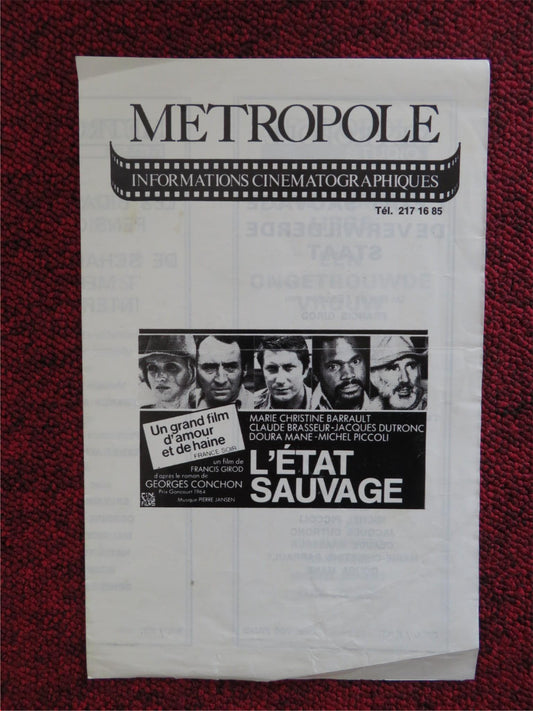 METROPOLE
INFORMATIONS CINEMATOGRAPHIQUES
Tél. 217 16 85
Un grand film
d'amour
et de haine
FRANCE SOIR
MARIE CHRISTINE BARRAULT
CLAUDE BRASSEUR-JACQUES DUTRONC
DOURA MANE-MICHEL PICCOLI
un film de
FRANCIS GIROD
d'après le roman de
GEORGES CONCHON
Prix Goncourt 1964
Musique PIERRE JANSEN
L'ÉTAT
SAUVAGE